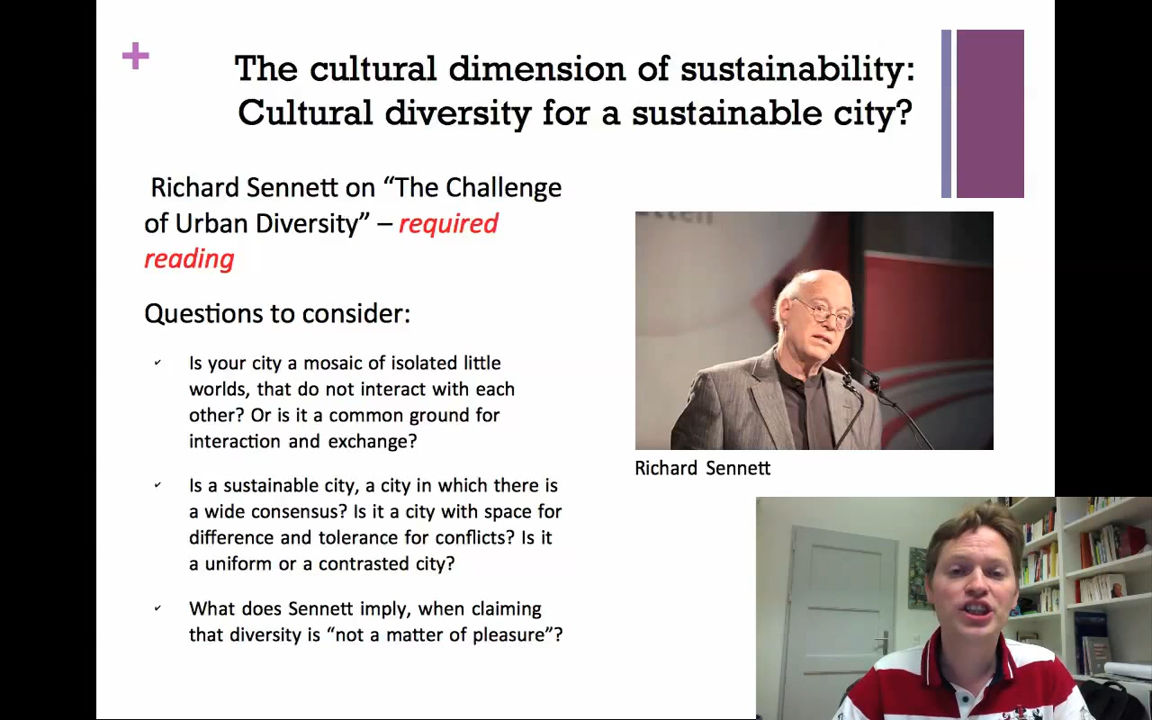 +
The cultural dimension of sustainability:
Cultural diversity for a sustainable city?
Richard Sennett on “The Challenge
of Urban Diversity” – required
reading
Questions to consider:
✓ Is your city a mosaic of isolated little
worlds, that do not interact with each
other? Or is it a common ground for
interaction and exchange?
✓ Is a sustainable city, a city in which there is
a wide consensus? Is it a city with space for
difference and tolerance for conflicts? Is it
a uniform or a contrasted city?
✓ What does Sennett imply, when claiming
that diversity is “not a matter of pleasure”?
Richard Sennett